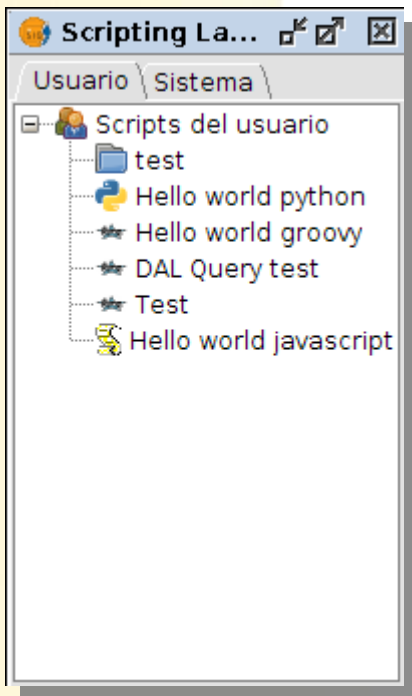 Scripting La...
Usuario
Sistema
Scripts del usuario
test
Hello world python
Hello world groovy
DAL Query test
Test
Hello world javascript